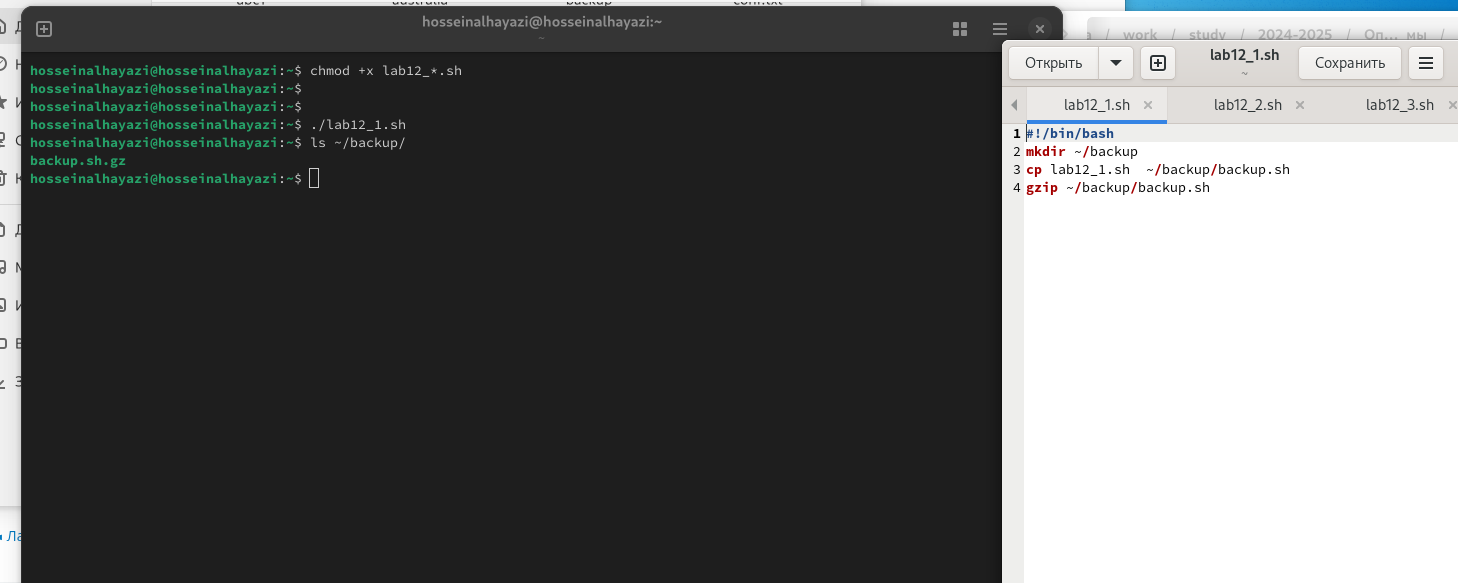 hosseinalhayazi@hosseinalhayazi:~
~
hosseinalhayazi@hosseinalhayazi:~$ chmod +x lab12_*.sh
hosseinalhayazi@hosseinalhayazi:~$
hosseinalhayazi@hosseinalhayazi:~$
hosseinalhayazi@hosseinalhayazi:~$ ./lab12_1.sh
hosseinalhayazi@hosseinalhayazi:~$ ls ~/backup/
backup.sh.gz
hosseinalhayazi@hosseinalhayazi:~$
/ work / study / 2024-2025 / Оп... мы /
Открыть
lab12_1.sh
~
Сохранить
lab12_1.sh × lab12_2.sh × lab12_3.sh ×
1 #!/bin/bash
2 mkdir ~/backup
3 cp lab12_1.sh  ~/backup/backup.sh
4 gzip ~/backup/backup.sh